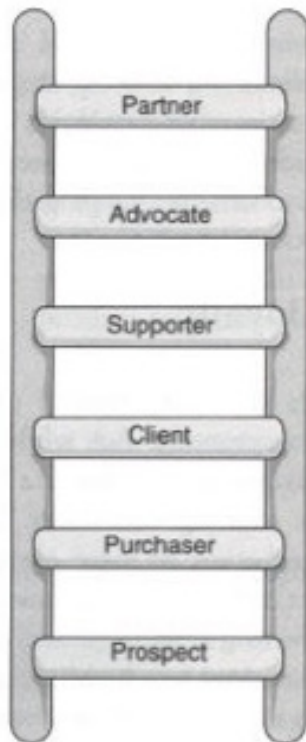 Partner
Advocate
Supporter
Client
Purchaser
Prospect